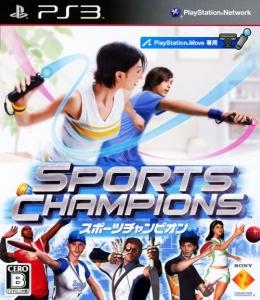 PS3
PlayStation®Network
PlayStation®Move 専用
SPORTS
CHAMPIONS
スポーツチャンピオン
CERO
B
SONY